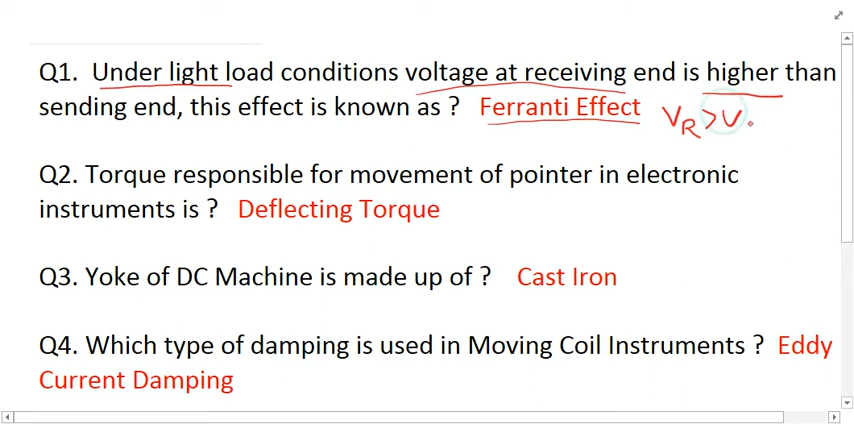 Q1. Under light load conditions voltage at receiving end is higher than
sending end, this effect is known as ? Ferranti Effect VR>V.
Q2. Torque responsible for movement of pointer in electronic
instruments is ? Deflecting Torque
Q3. Yoke of DC Machine is made up of ? Cast Iron
Q4. Which type of damping is used in Moving Coil Instruments ? Eddy
Current Damping